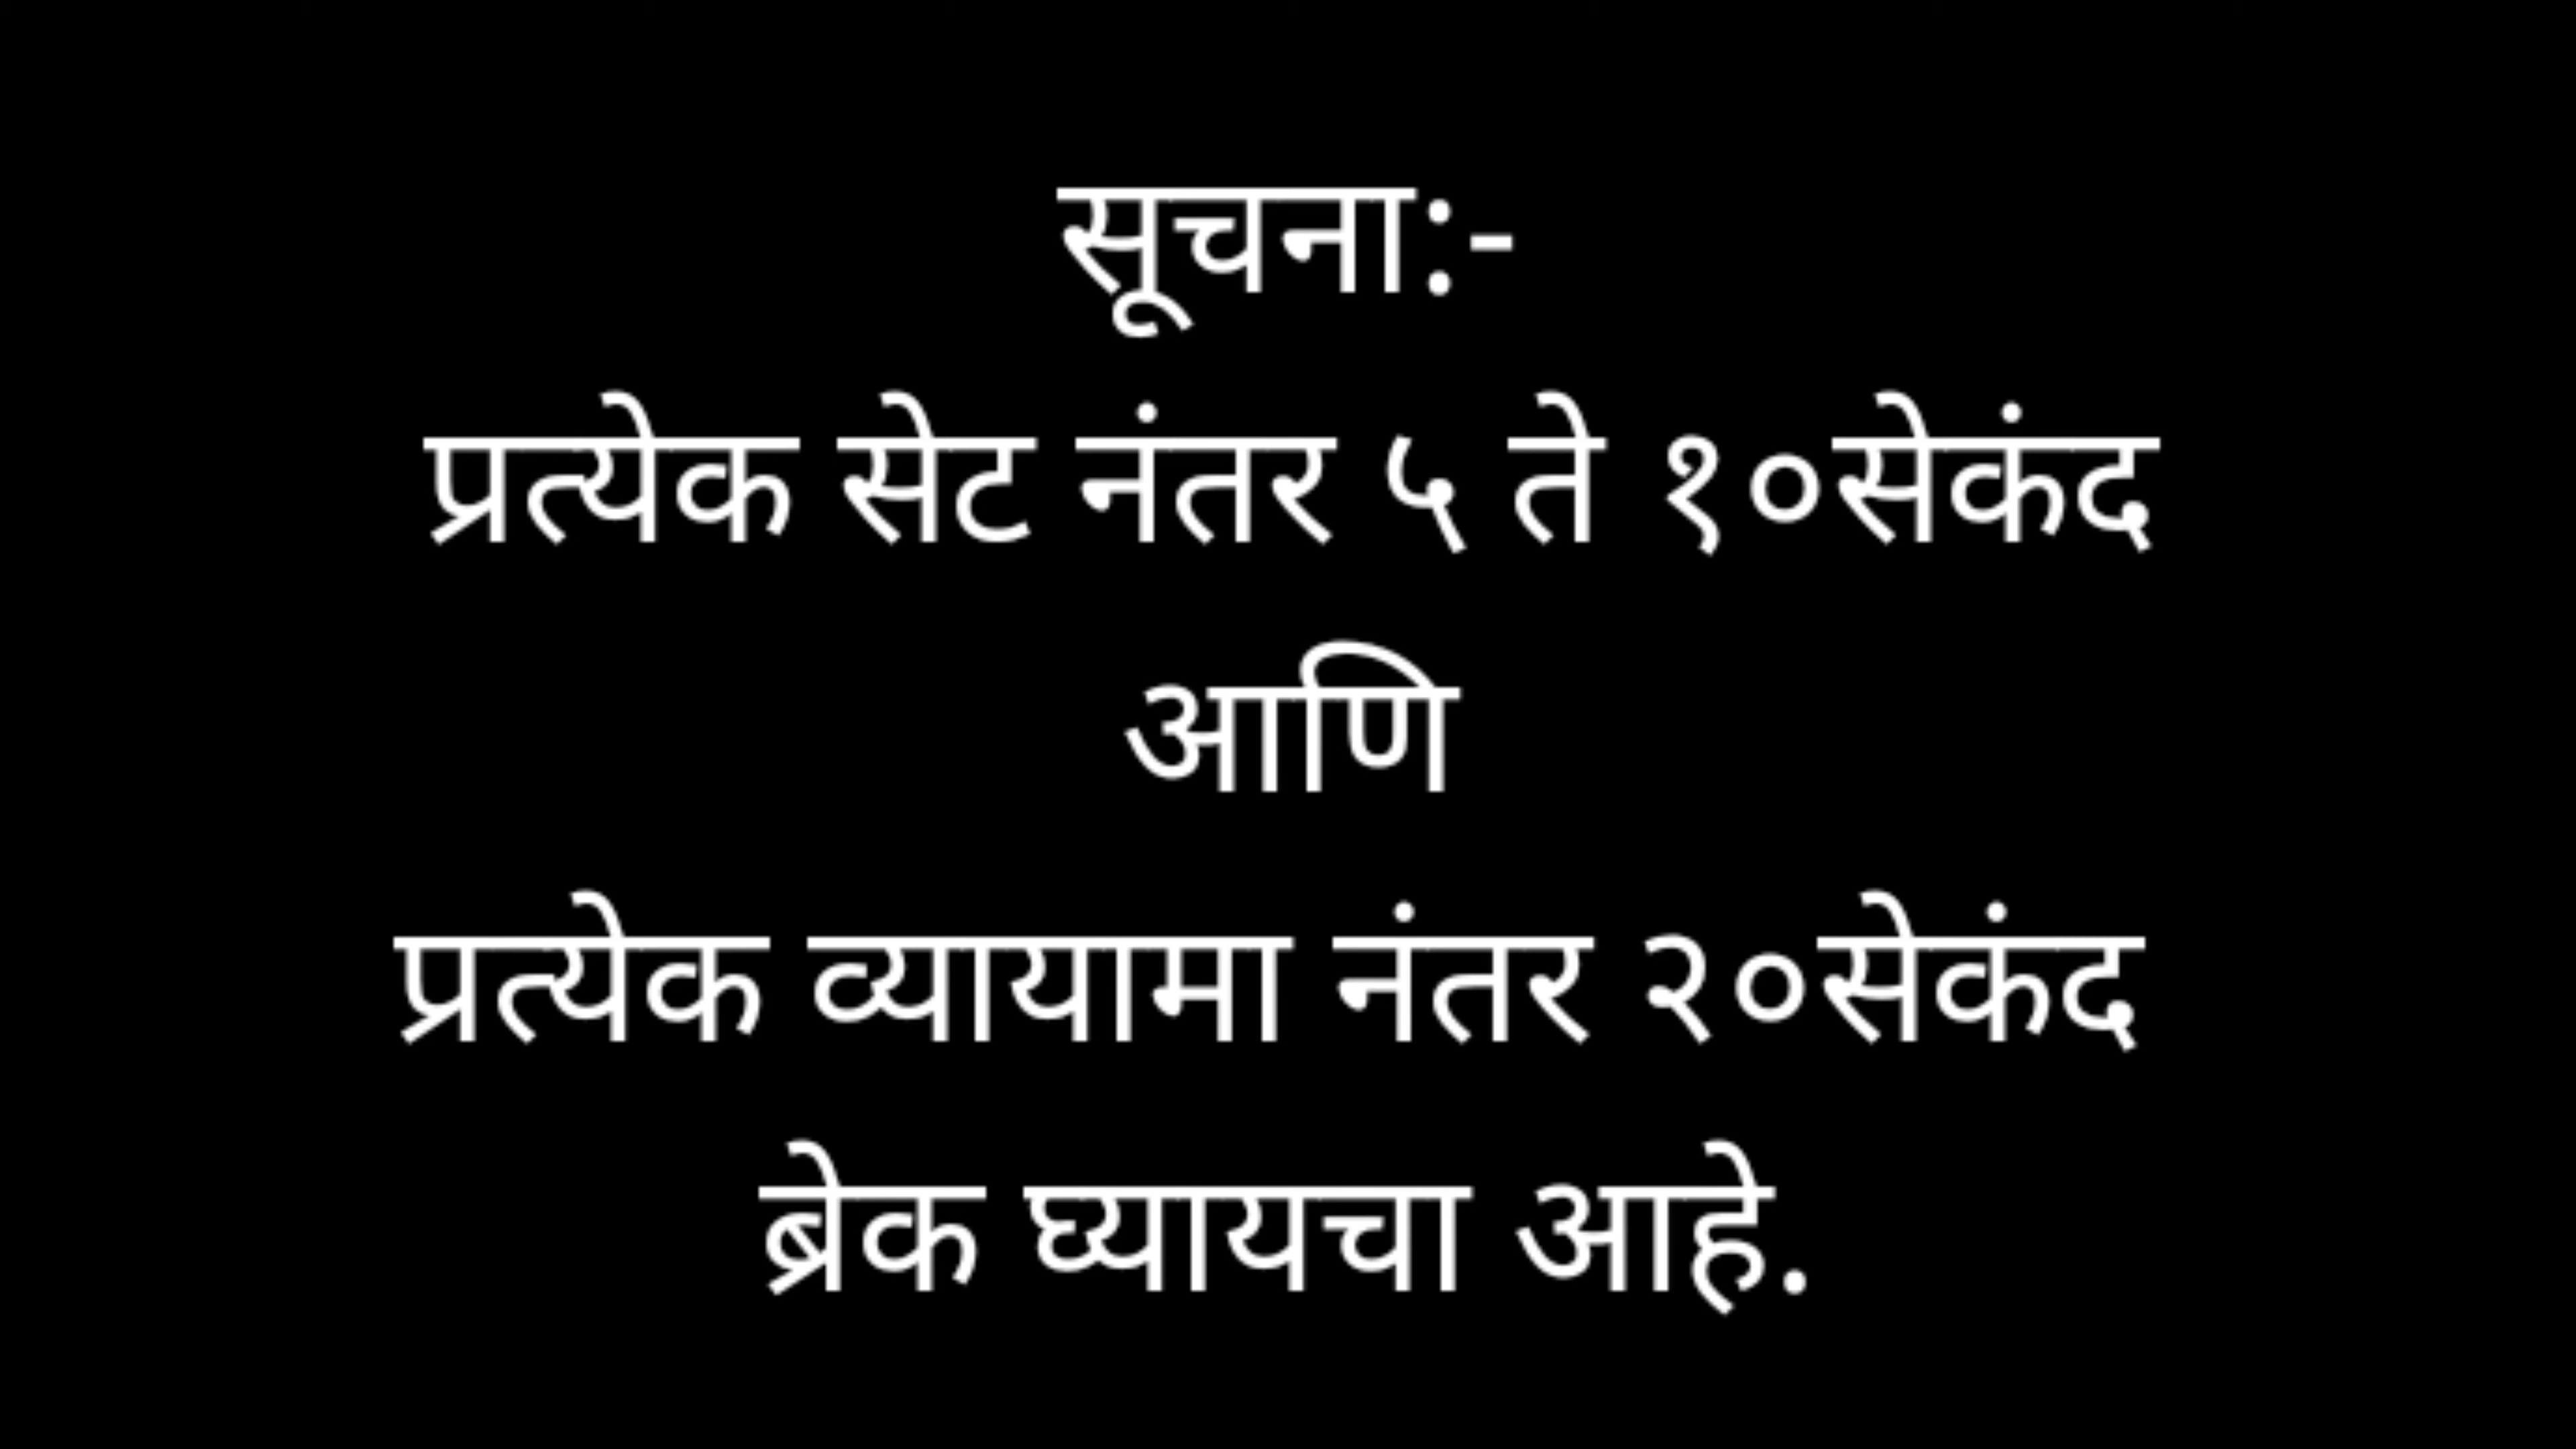 सूचना:-
प्रत्येक सेट नंतर ५ ते १०सेकंद
आणि
प्रत्येक व्यायामा नंतर २०सेकंद
ब्रेक घ्यायचा आहे.